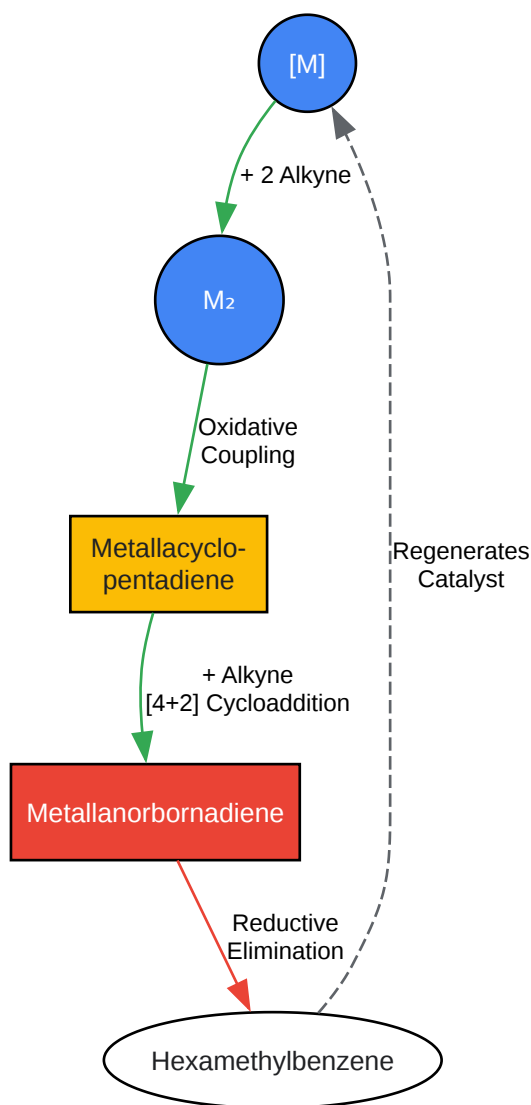 [M]
+ 2 Alkyne
M₂
Oxidative
Coupling
Metallacyclo-
pentadiene
Regenerates
Catalyst
+ Alkyne
[4+2] Cycloaddition
Metallanorbornadiene
Reductive
Elimination
Hexamethylbenzene